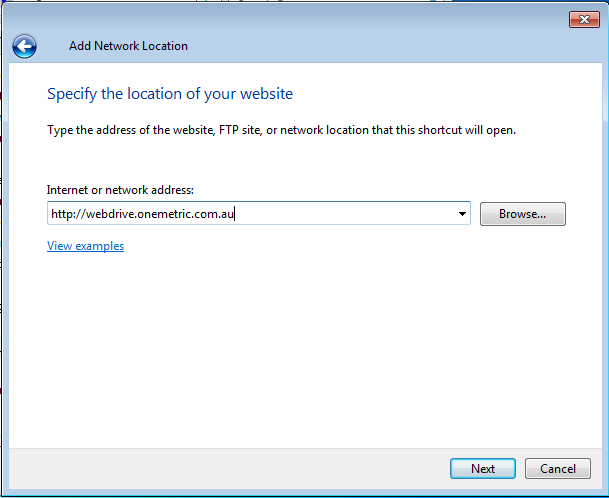 Add Network Location
Specify the location of your website
Type the address of the website, FTP site, or network location that this shortcut will open.
Internet or network address:
http://webdrive.onemetric.com.au
Browse...
View examples
Next
Cancel